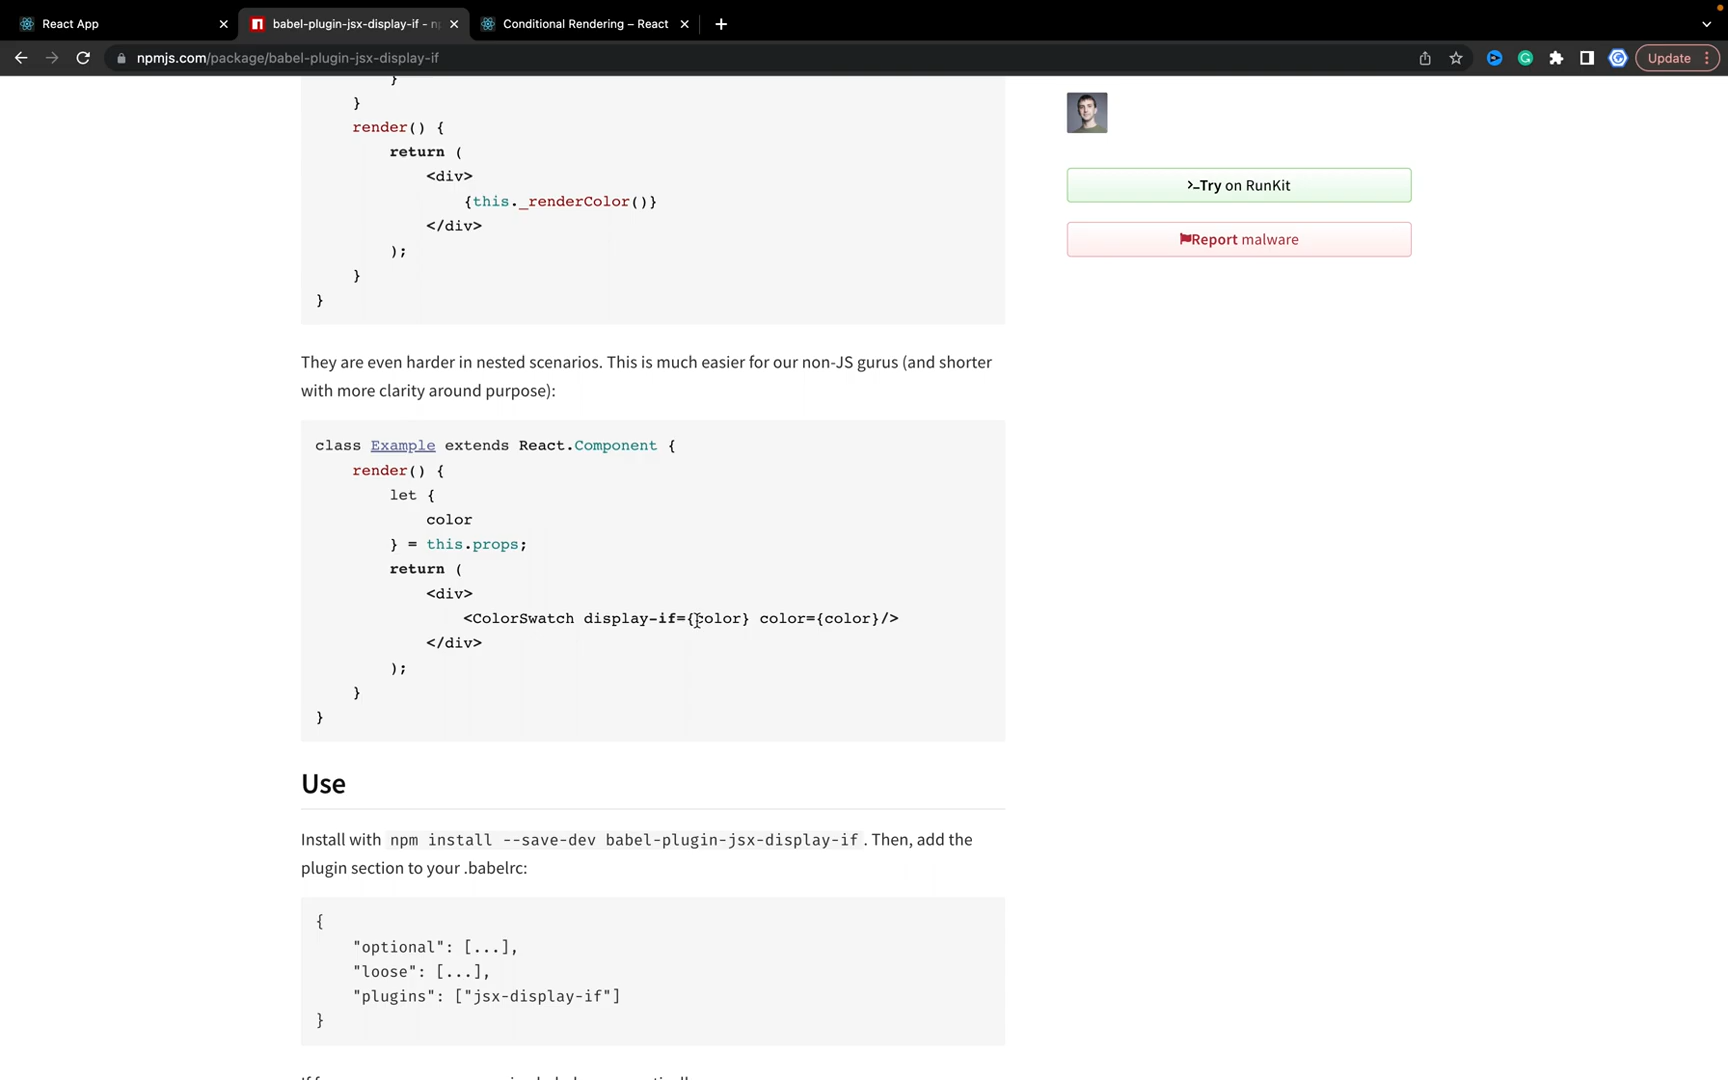 React App
babel-plugin-jsx-display-if - n
Conditional Rendering – React
npmjs.com/package/babel-plugin-jsx-display-if
Update
}
}
render() {
return (
<div>
{this._renderColor()}
</div>
);
}
}
Try on RunKit
Report malware
They are even harder in nested scenarios. This is much easier for our non-JS gurus (and shorter
with more clarity around purpose):
class Example extends React.Component {
render() {
let {
color
} = this.props;
return (
<div>
<ColorSwatch display-if={color} color={color}/>
</div>
);
}
}
Use
Install with npm install --save-dev babel-plugin-jsx-display-if. Then, add the
plugin section to your .babelrc:
{
"optional": [...],
"loose": [...],
"plugins": ["jsx-display-if"]
}